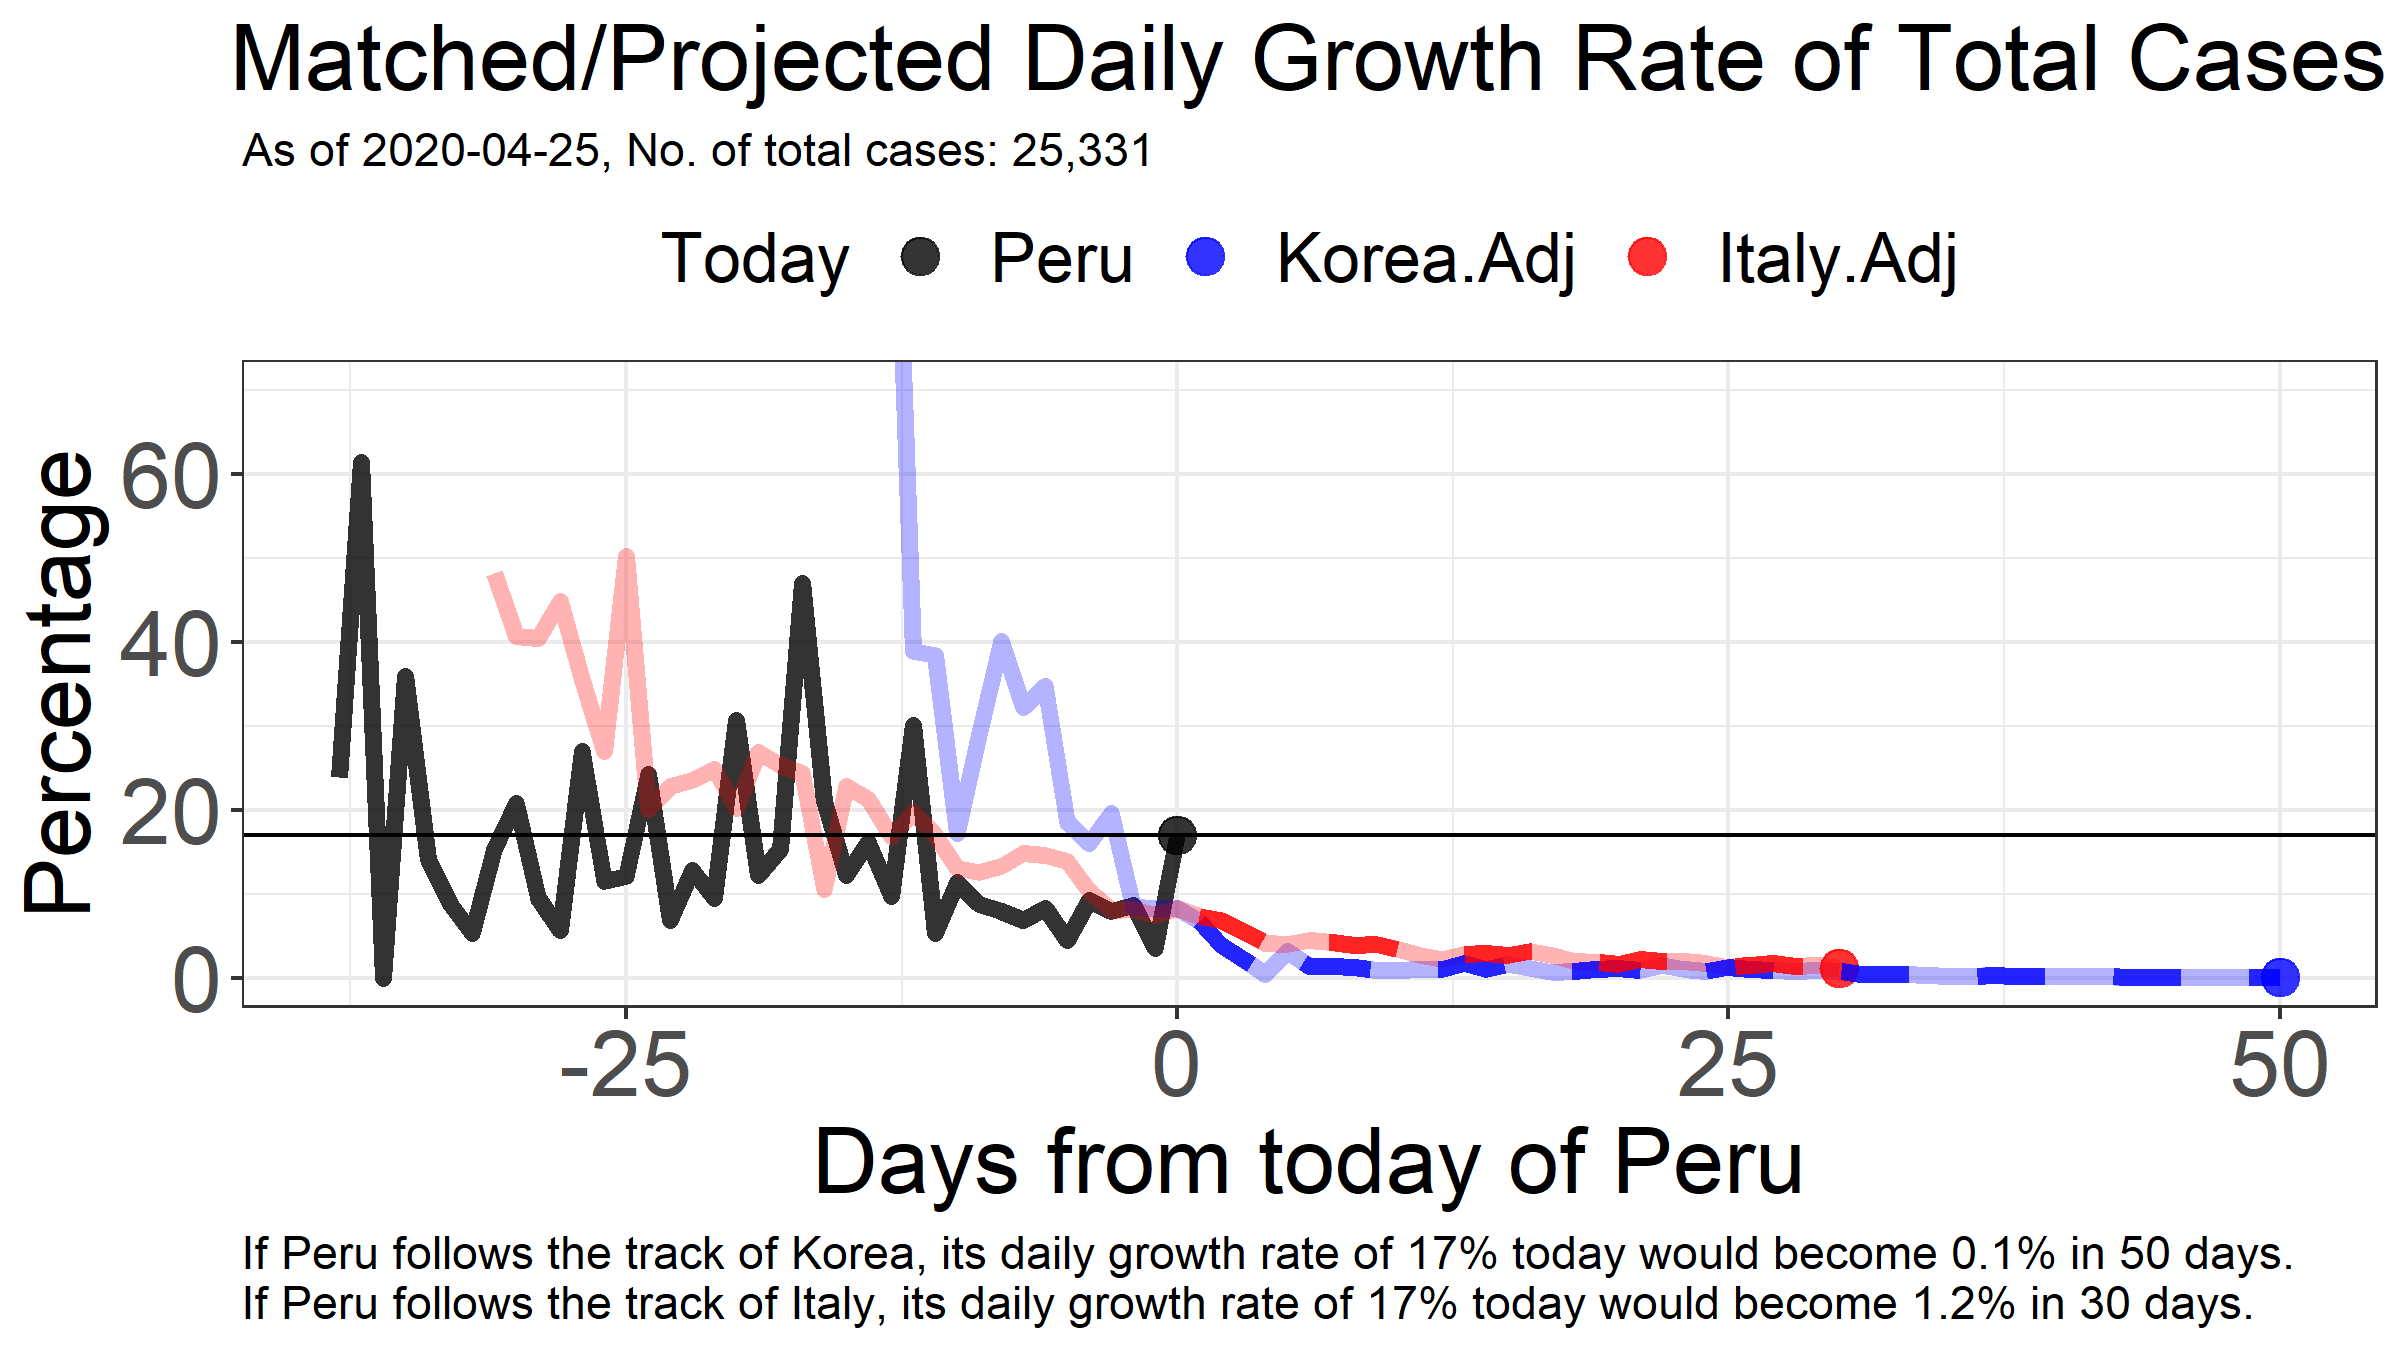 Matched/Projected Daily Growth Rate of Total Cases
As of 2020-04-25, No. of total cases: 25,331
Today Peru Korea.Adj Italy.Adj
Percentage
60
40
20
0
-25 0 25 50
Days from today of Peru
If Peru follows the track of Korea, its daily growth rate of 17% today would become 0.1% in 50 days.
If Peru follows the track of Italy, its daily growth rate of 17% today would become 1.2% in 30 days.